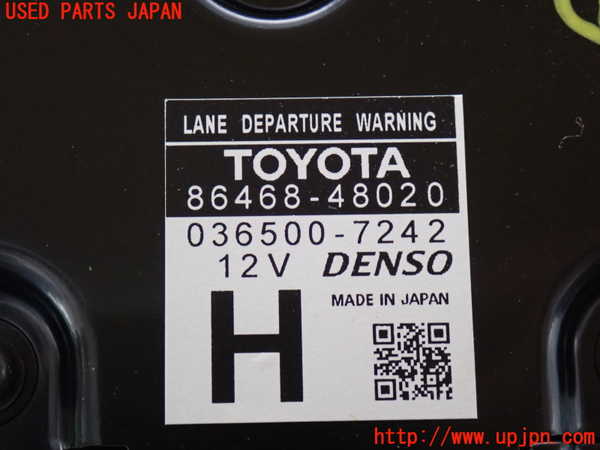 USED PARTS JAPAN
LANE DEPARTURE WARNING
TOYOTA
86468-48020
036500-7242
12V DENSO
H
MADE IN JAPAN
http://www.upjpn.com